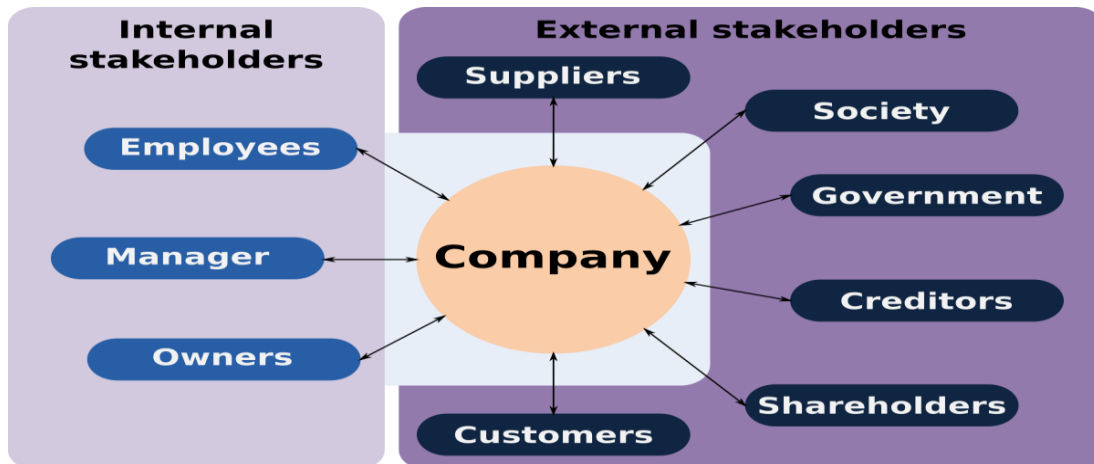 Internal
stakeholders
Employees
Manager
Owners
Company
External stakeholders
Suppliers
Society
Government
Creditors
Shareholders
Customers